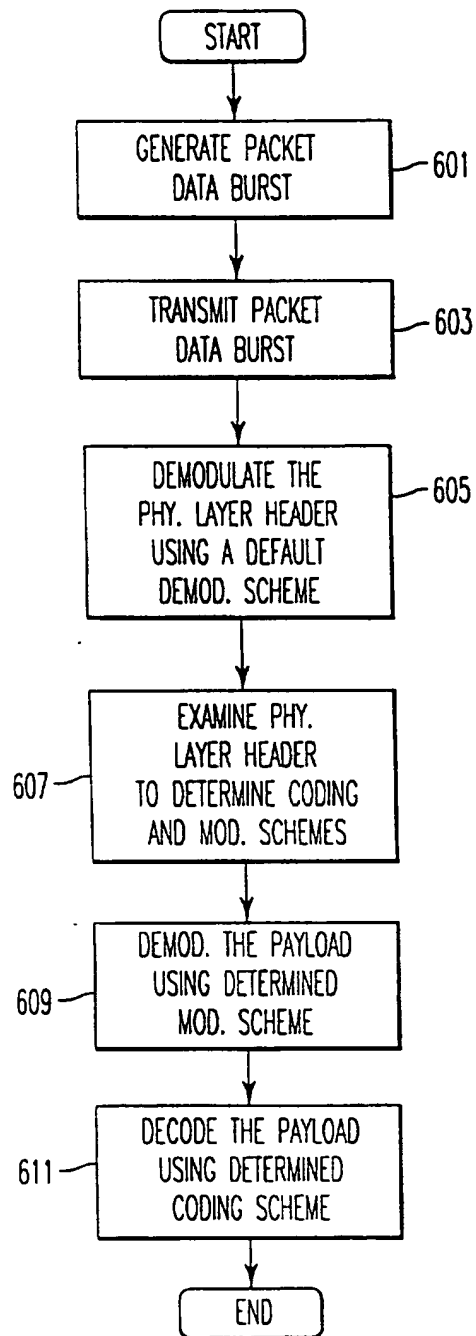 START
GENERATE PACKET
DATA BURST
601
TRANSMIT PACKET
DATA BURST
603
DEMODULATE THE
PHY. LAYER HEADER
USING A DEFAULT
DEMOD. SCHEME
605
EXAMINE PHY.
LAYER HEADER
TO DETERMINE CODING
AND MOD. SCHEMES
607
DEMOD. THE PAYLOAD
USING DETERMINED
MOD. SCHEME
609
DECODE THE PAYLOAD
USING DETERMINED
CODING SCHEME
611
END